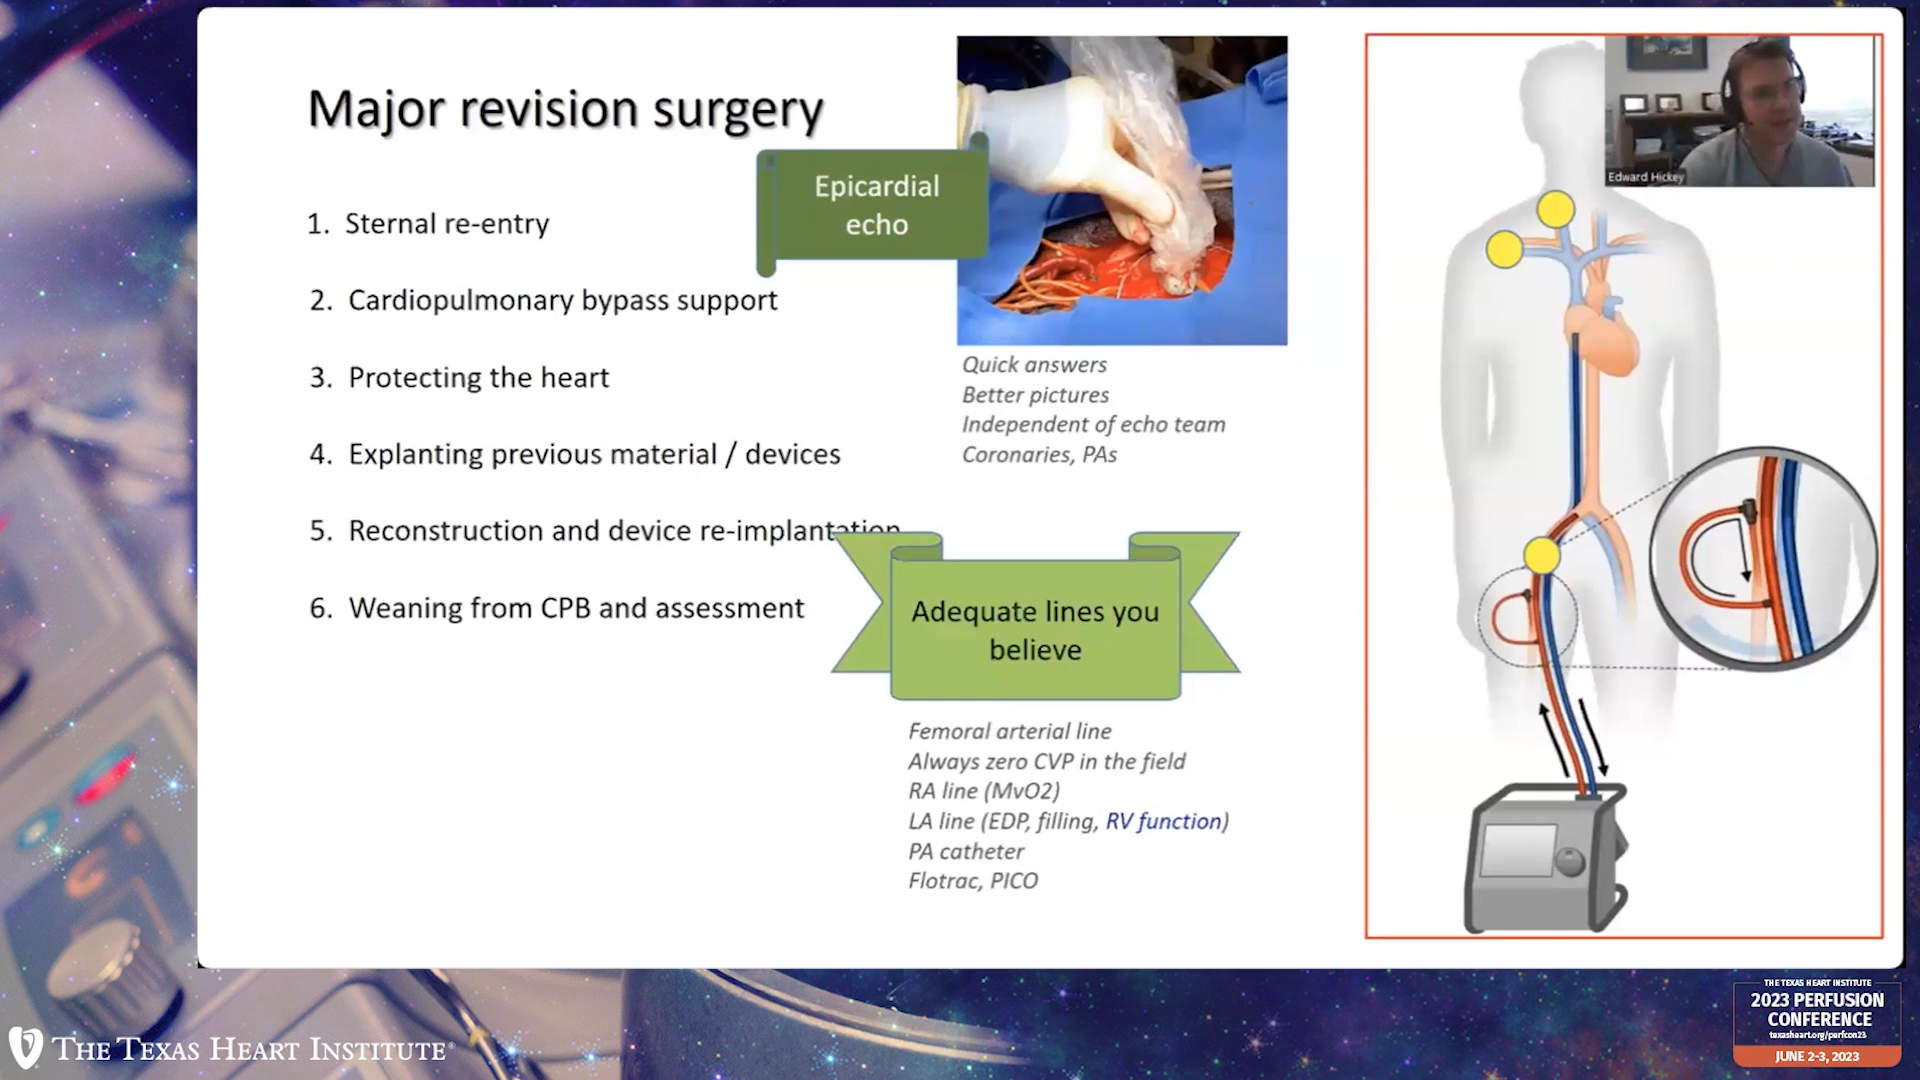 Major revision surgery
1. Sternal re-entry
2. Cardiopulmonary bypass support
3. Protecting the heart
4. Explanting previous material / devices
5. Reconstruction and device re-implantation
6. Weaning from CPB and assessment
Epicardial
echo
Quick answers
Better pictures
Independent of echo team
Coronaries, PAs
Adequate lines you
believe
Femoral arterial line
Always zero CVP in the field
RA line (MvO2)
LA line (EDP, filling, RV function)
PA catheter
Flotrac, PICO
Edward Hickey
THE TEXAS HEART INSTITUTE®
THE TEXAS HEART INSTITUTE
2023 PERFUSION
CONFERENCE
texasheart.org/perfcon23
JUNE 2-3, 2023